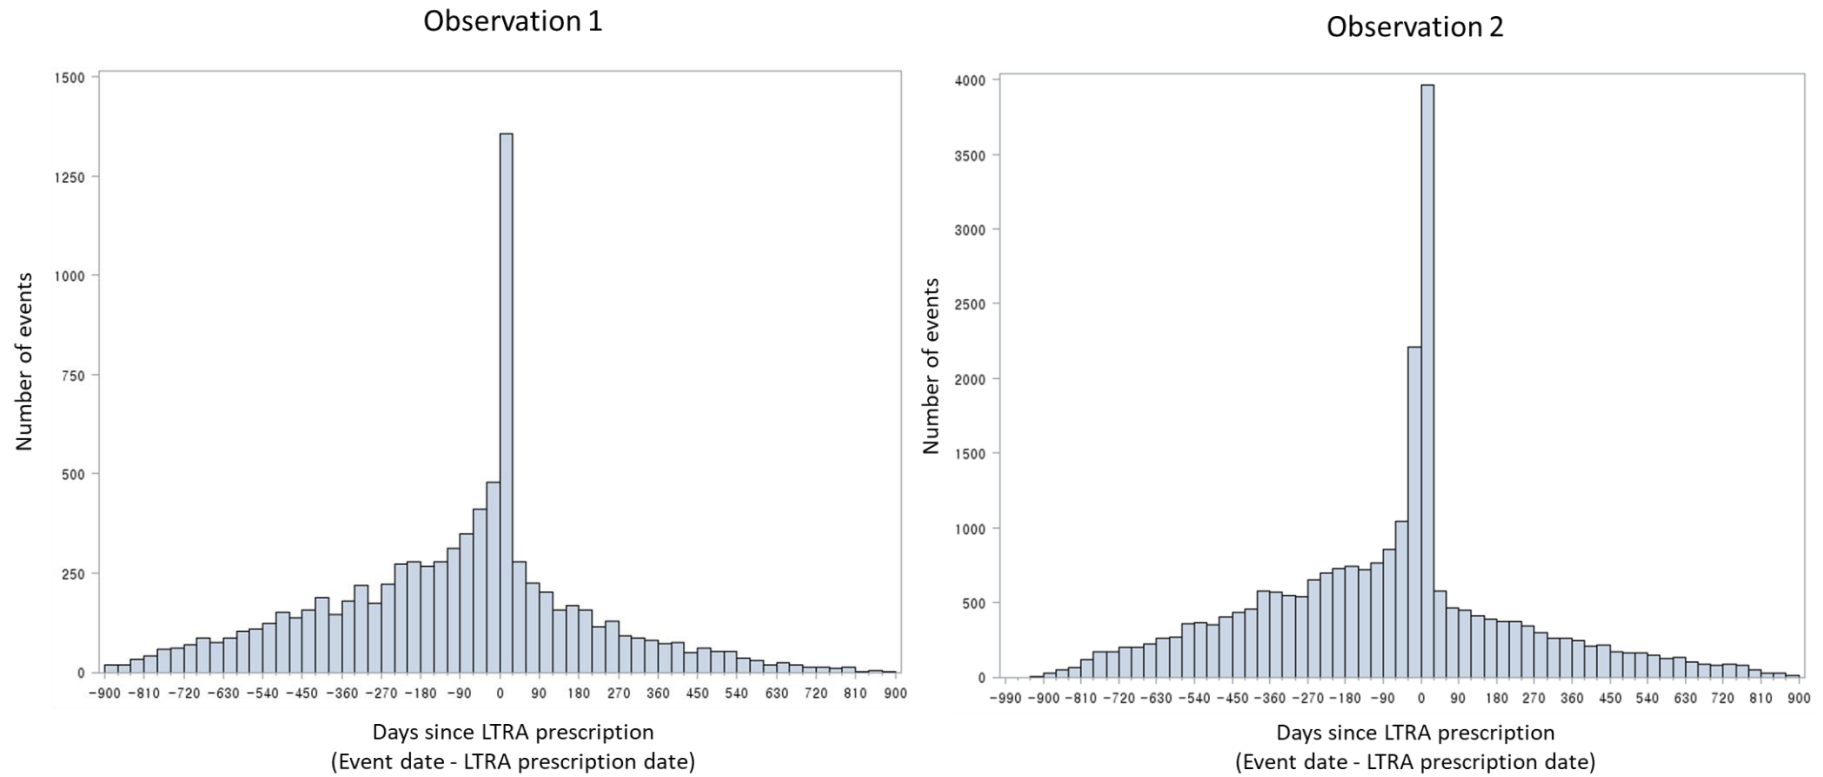 Observation 1
Observation 2
1500
1250
1000
750
500
250
0
Number of events
−900 −810 −720 −630 −540 −450 −360 −270 −180 −90 0 90 180 270 360 450 540 630 720 810 900
Days since LTRA prescription
(Event date - LTRA prescription date)
4000
3500
3000
2500
2000
1500
1000
500
0
Number of events
−990 −900 −810 −720 −630 −540 −450 −360 −270 −180 −90 0 90 180 270 360 450 540 630 720 810 900
Days since LTRA prescription
(Event date - LTRA prescription date)